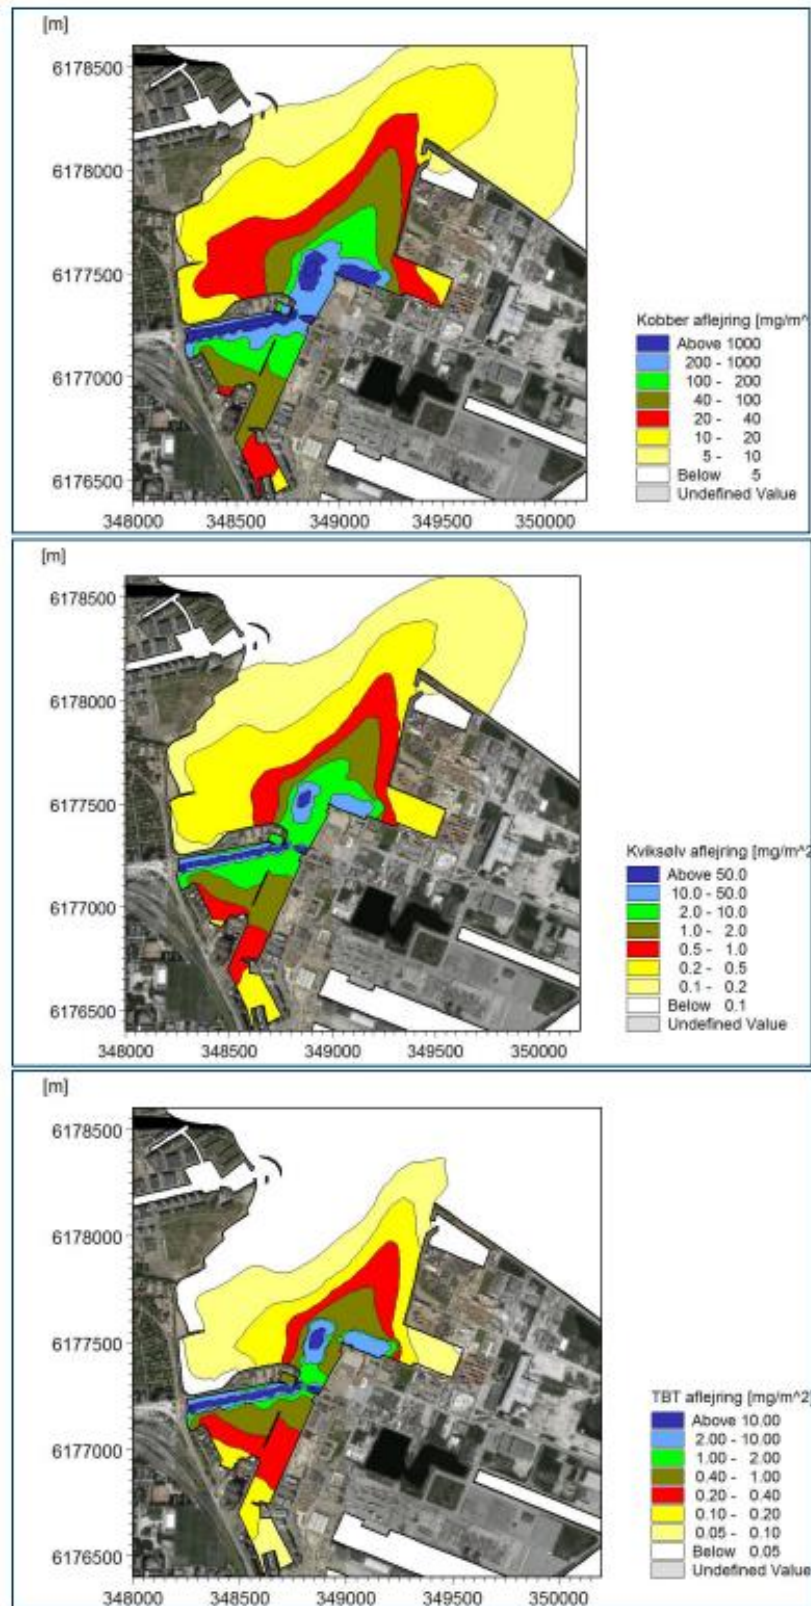 [m]
6178500
6178000
6177500
6177000
6176500
348000 348500 349000 349500 350000
Kobber aflejring [mg/m^
Above 1000
200 - 1000
100 - 200
40 - 100
20 - 40
10 - 20
5 - 10
Below 5
Undefined Value
[m]
6178500
6178000
6177500
6177000
6176500
348000 348500 349000 349500 350000
Kviksølv aflejring [mg/m^2
Above 50.0
10.0 - 50.0
2.0 - 10.0
1.0 - 2.0
0.5 - 1.0
0.2 - 0.5
0.1 - 0.2
Below 0.1
Undefined Value
[m]
6178500
6178000
6177500
6177000
6176500
348000 348500 349000 349500 350000
TBT aflejring [mg/m^2]
Above 10.00
2.00 - 10.00
1.00 - 2.00
0.40 - 1.00
0.20 - 0.40
0.10 - 0.20
0.05 - 0.10
Below 0.05
Undefined Value